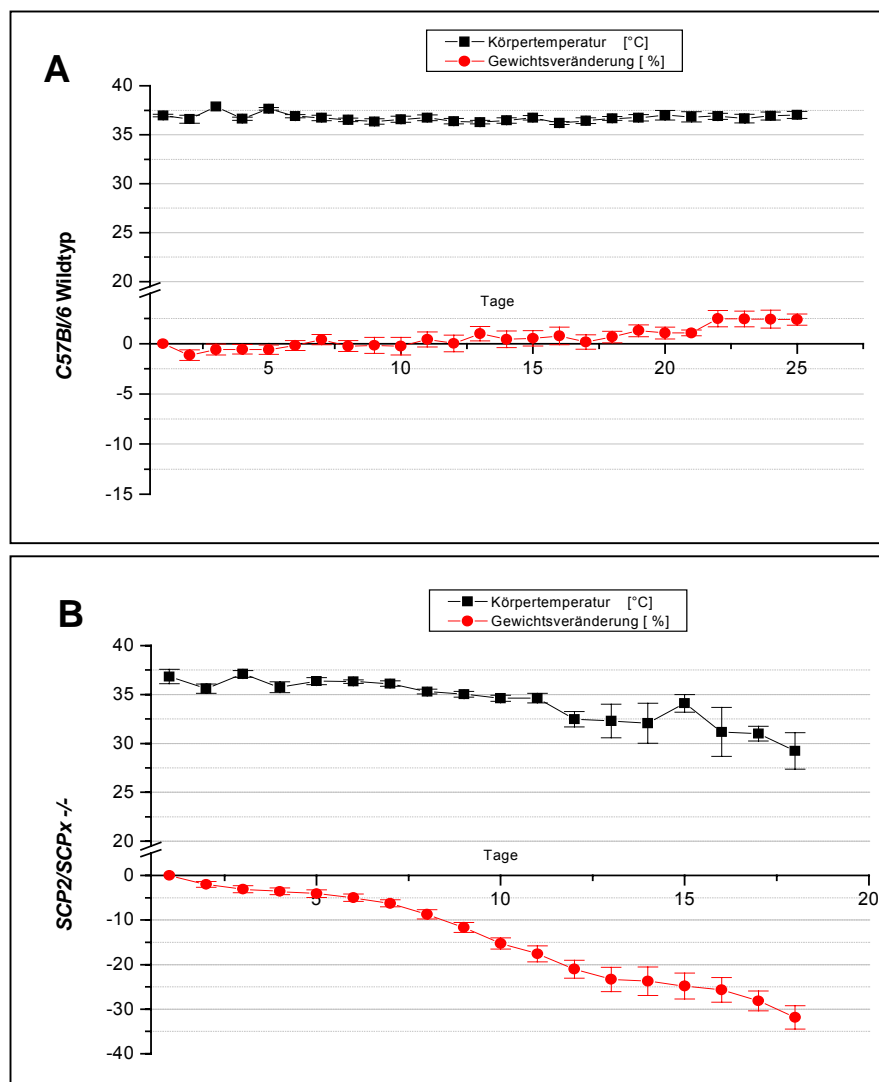 A
Körpertemperatur [°C]
Gewichtsveränderung [ %]
40
35
30
25
20
Tage
0
5
10
15
20
25
-5
-10
-15
C57Bl/6 Wildtyp
B
Körpertemperatur [°C]
Gewichtsveränderung [ %]
40
35
30
25
20
Tage
0
5
10
15
20
-10
-20
-30
-40
SCP2/SCPx -/-